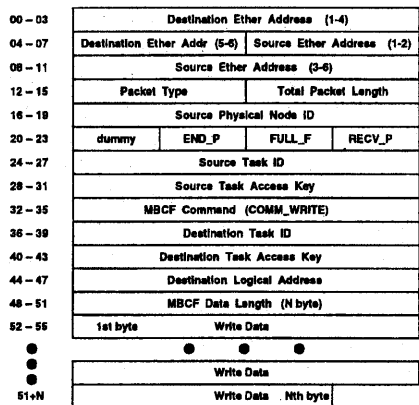 00 – 03 Destination Ether Address (1-4)
04 – 07 Destination Ether Addr (5-6) Source Ether Address (1-2)
08 – 11 Source Ether Address (3-6)
12 – 15 Packet Type Total Packet Length
16 – 19 Source Physical Node ID
20 – 23 dummy END_P FULL_F RECV_P
24 – 27 Source Task ID
28 – 31 Source Task Access Key
32 – 35 MBCF Command (COMM_WRITE)
36 – 39 Destination Task ID
40 – 43 Destination Task Access Key
44 – 47 Destination Logical Address
48 – 51 MBCF Data Length (N byte)
52 – 55 1st byte Write Data
Write Data
51+N Write Data Nth byte